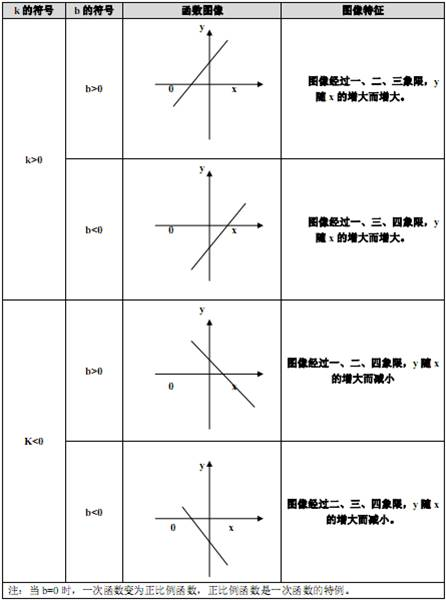 k 的符号 b 的符号 函数图像 图像特征
k>0
b>0
y
0 x
图像经过一、二、三象限，y
随 x 的增大而增大。
b<0
y
0 x
图像经过一、三、四象限，y
随 x 的增大而增大。
K<0
b>0
y
0 x
图像经过一、二、四象限，y 随 x
的增大而减小
b<0
y
0 x
图像经过二、三、四象限，y 随 x
的增大而减小。
注：当 b=0 时，一次函数变为正比例函数，正比例函数是一次函数的特例。